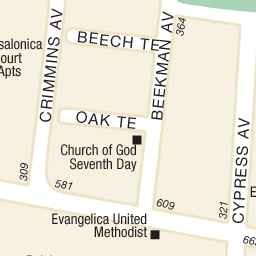 364
BEECH TE
CRIMMINS AV
BEEKMAN AV
salonica
ourt
Apts
OAK TE
Church of God
Seventh Day
CYPRESS AV
309
581
609
321
Evangelica United
Methodist